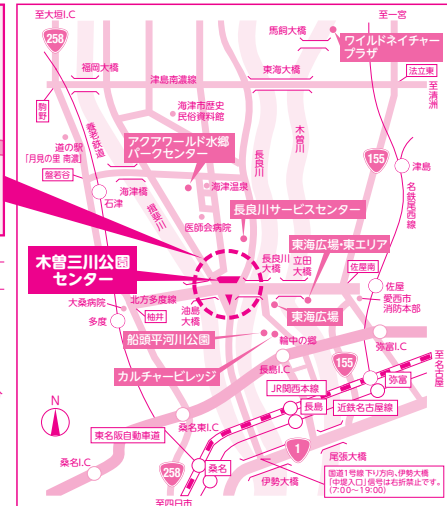 至大垣I.C
至一宮
258
馬飼大橋
ワイルドネイチャー
プラザ
福岡大橋
東海大橋
津島南濃線
法立東
至清洲
駒野
海津市歴史
民俗資料館
木曽川
養老鉄道
道の駅
「月見の里 南濃」
アクアワールド水郷
パークセンター
長良川
155
津島
盤若谷
海津橋
海津温泉
石津
揖斐川
名鉄尾西線
医師会病院
長良川サービスセンター
東海広場・東エリア
木曽三川公園
センター
長良川
大橋
立田
大橋
佐屋南
佐屋
大桑病院
北方多度線
油島
大橋
愛西市
消防本部
多度
柚井
東海広場
船頭平河川公園
輪中の郷
弥富I.C
カルチャービレッジ
長島I.C
155
至名古屋
JR関西本線
弥富
N
長島
近鉄名古屋線
桑名東I.C
東名阪自動車道
1
尾張大橋
桑名I.C
258
桑名
伊勢大橋
国道1号線下り方向、伊勢大橋
「中堤入口」信号は右折禁止です。
(7:00〜19:00)
至四日市